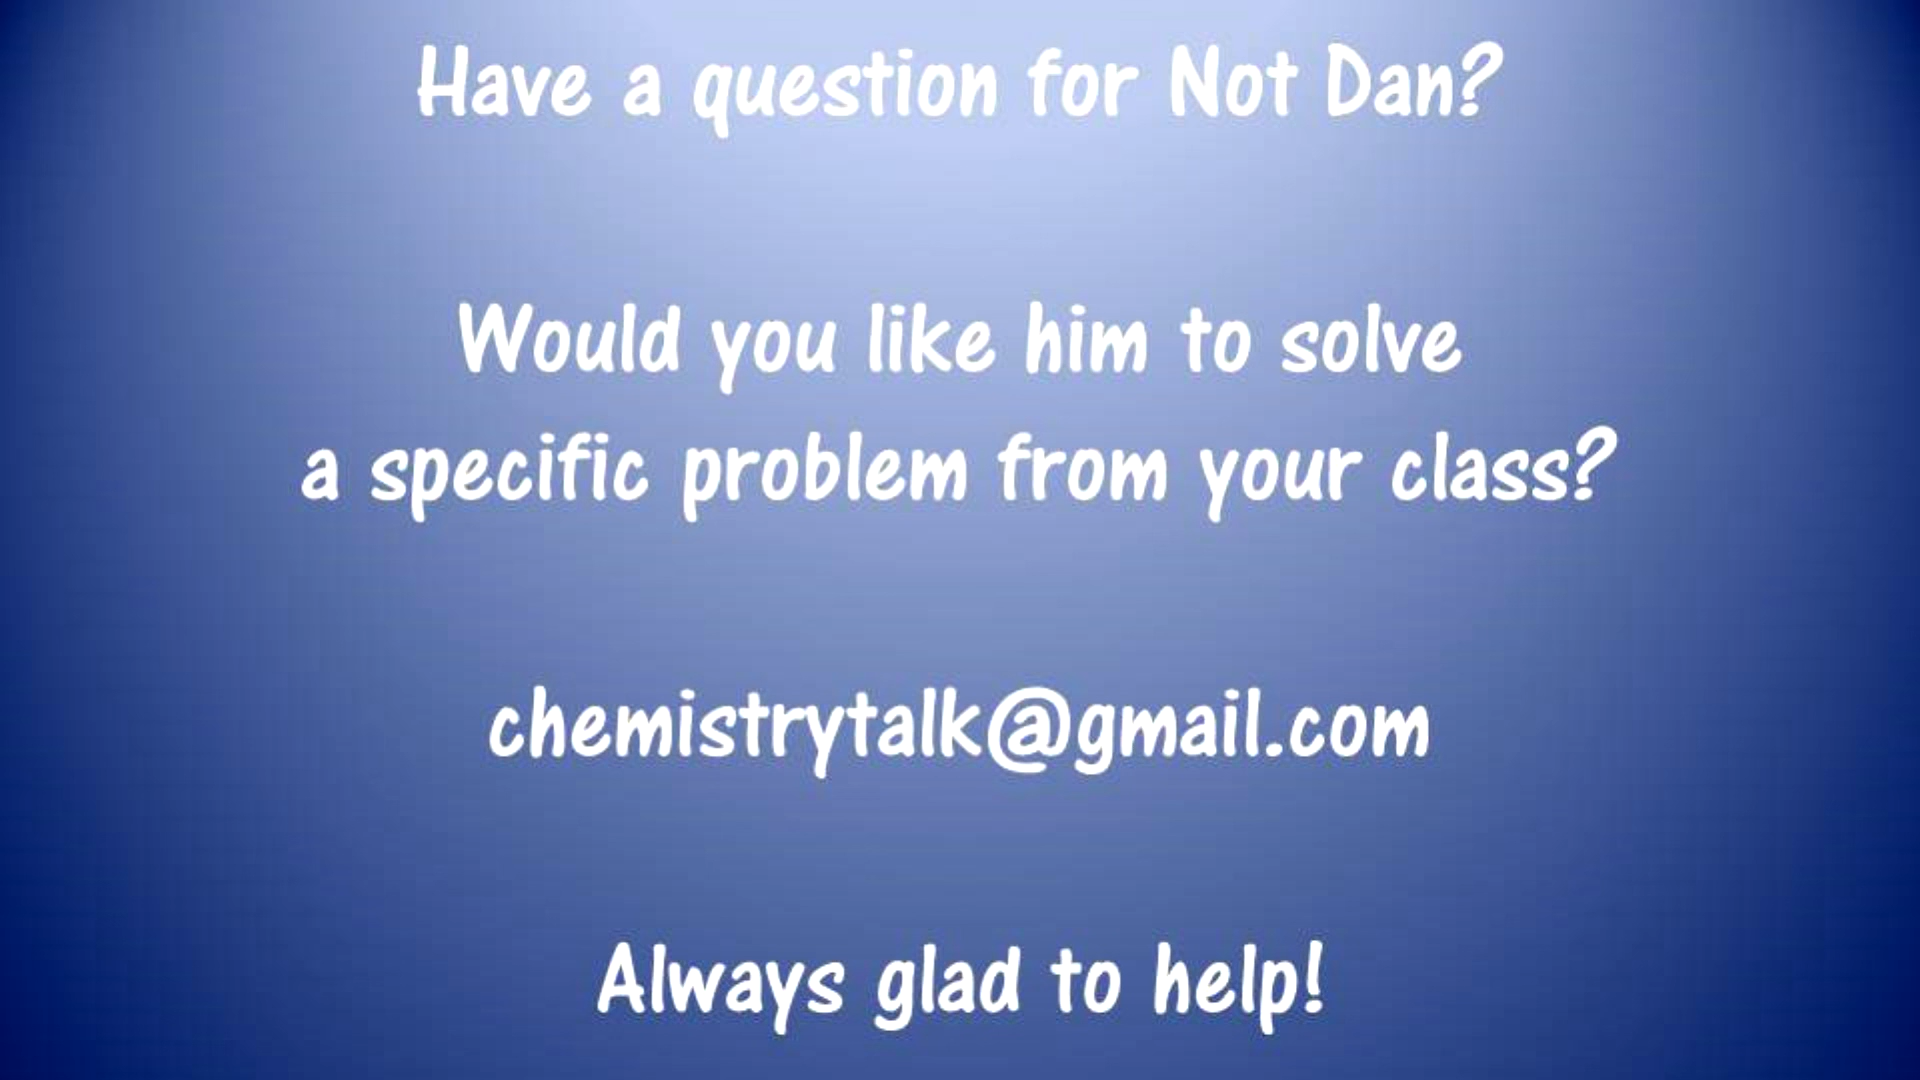 Have a question for Not Dan?
Would you like him to solve
a specific problem from your class?
chemistrytalk@gmail.com
Always glad to help!